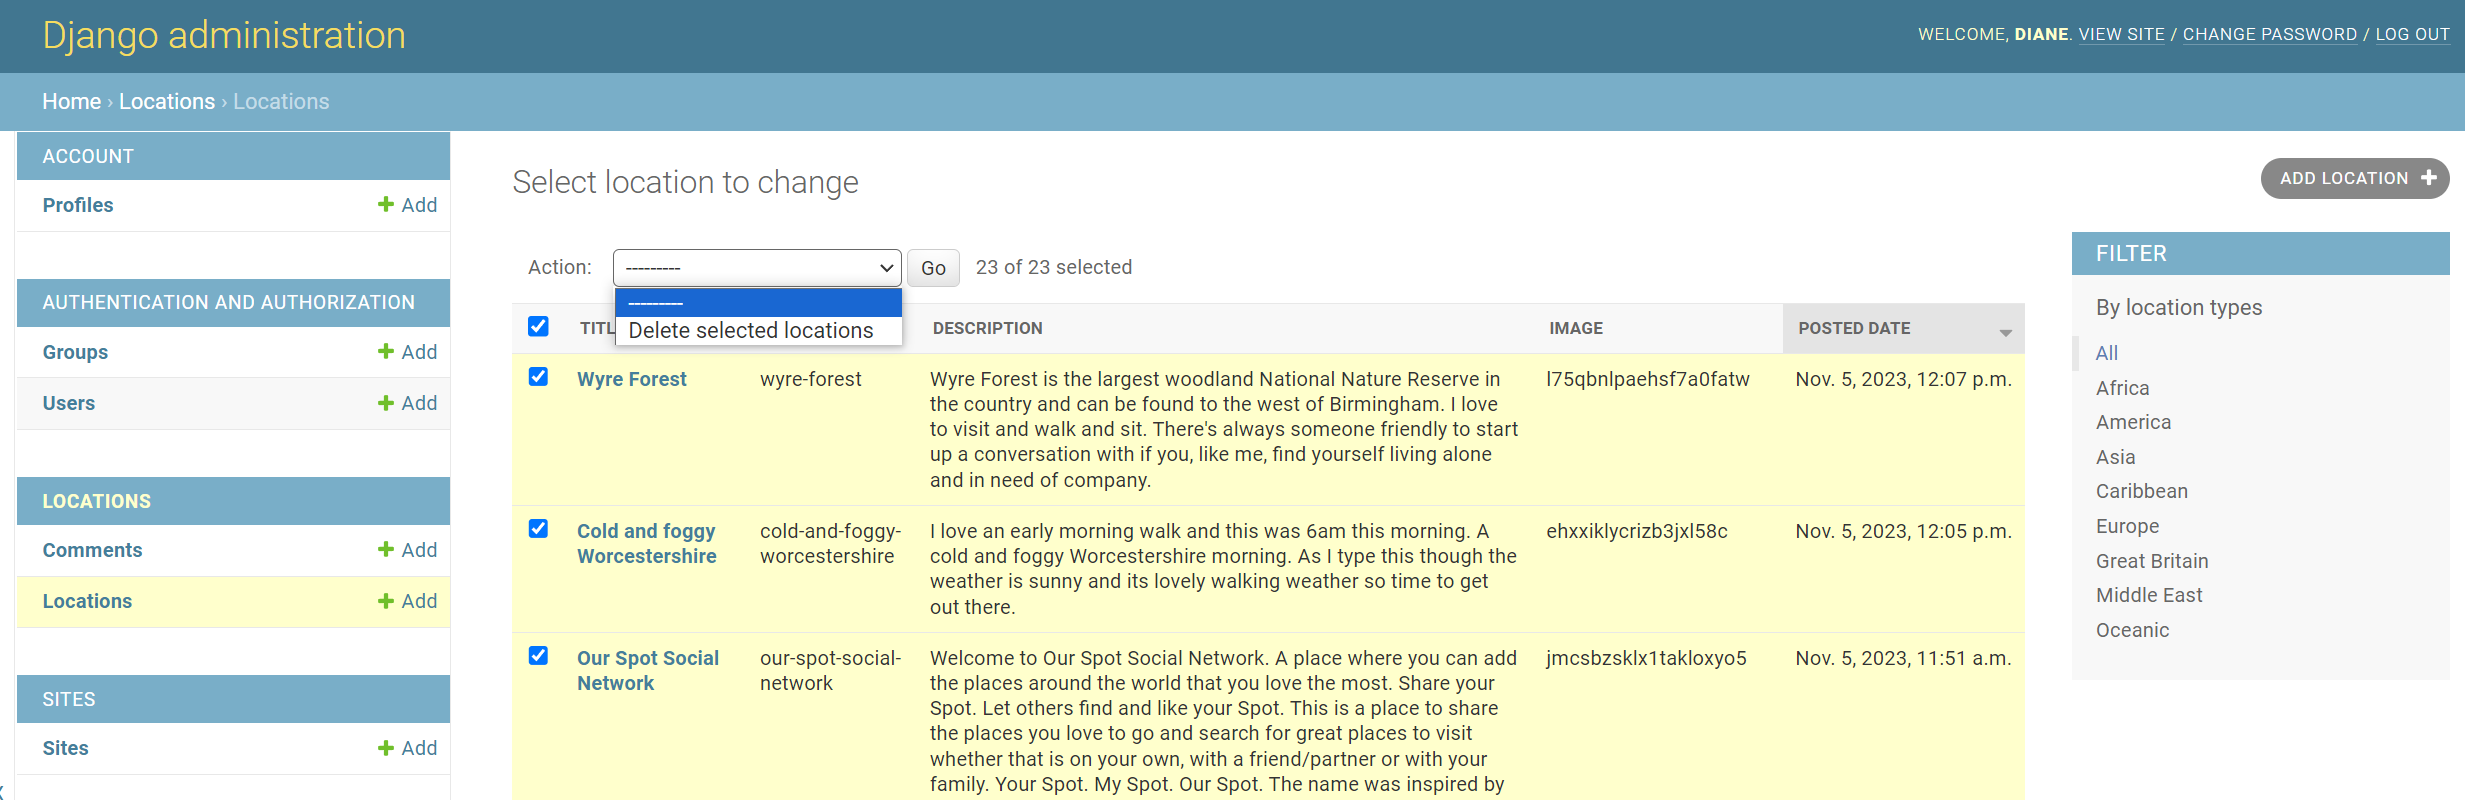 Django administration
WELCOME, DIANE. VIEW SITE / CHANGE PASSWORD / LOG OUT
Home › Locations › Locations
ACCOUNT
Profiles
Add
AUTHENTICATION AND AUTHORIZATION
Groups
Add
Users
Add
LOCATIONS
Comments
Add
Locations
Add
SITES
Sites
Add
Select location to change
ADD LOCATION
Action:
---------
Go
23 of 23 selected
---------
Delete selected locations
DESCRIPTION
IMAGE
POSTED DATE
Wyre Forest
wyre-forest
Wyre Forest is the largest woodland National Nature Reserve in
the country and can be found to the west of Birmingham. I love
to visit and walk and sit. There's always someone friendly to start
up a conversation with if you, like me, find yourself living alone
and in need of company.
l75qbnlpaehsf7a0fatw
Nov. 5, 2023, 12:07 p.m.
Cold and foggy
Worcestershire
cold-and-foggy-
worcestershire
I love an early morning walk and this was 6am this morning. A
cold and foggy Worcestershire morning. As I type this though the
weather is sunny and its lovely walking weather so time to get
out there.
ehxxiklycrizb3jxl58c
Nov. 5, 2023, 12:05 p.m.
Our Spot Social
Network
our-spot-social-
network
Welcome to Our Spot Social Network. A place where you can add
the places around the world that you love the most. Share your
Spot. Let others find and like your Spot. This is a place to share
the places you love to go and search for great places to visit
whether that is on your own, with a friend/partner or with your
family. Your Spot. My Spot. Our Spot. The name was inspired by
jmcsbzsklx1takloxyo5
Nov. 5, 2023, 11:51 a.m.
FILTER
By location types
All
Africa
America
Asia
Caribbean
Europe
Great Britain
Middle East
Oceanic